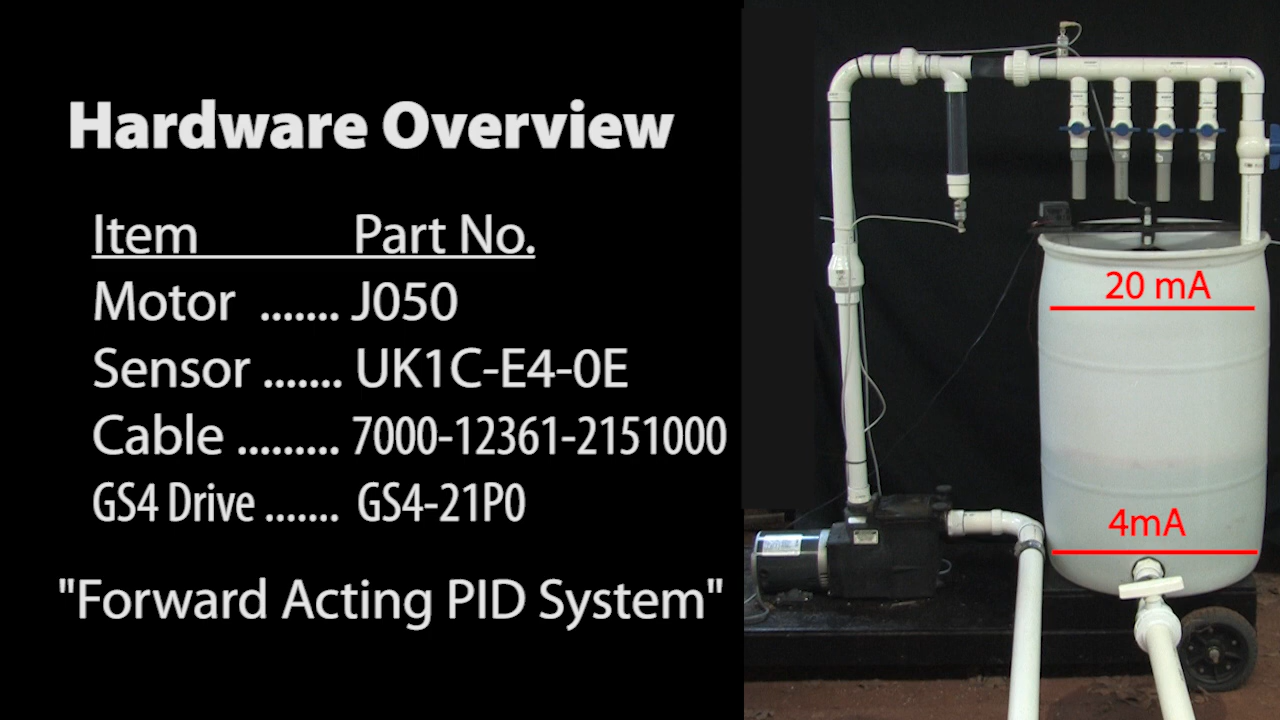 Hardware Overview
Item Part No.
Motor ....... J050
Sensor ....... UK1C-E4-0E
Cable ......... 7000-12361-2151000
GS4 Drive ....... GS4-21P0
"Forward Acting PID System"
20 mA
4mA